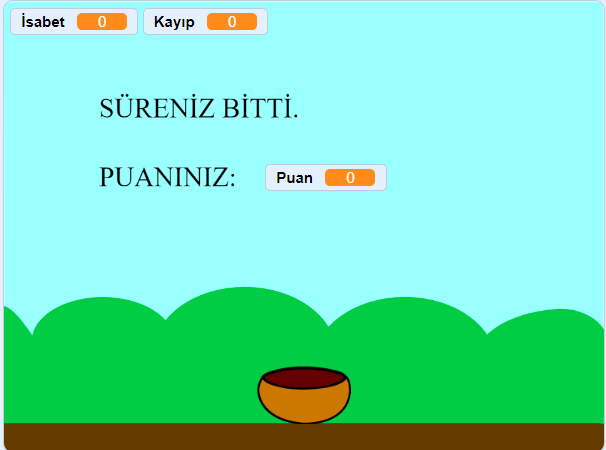 İsabet 0 Kayıp 0
SÜRENİZ BİTTİ.
PUANINIZ: Puan 0